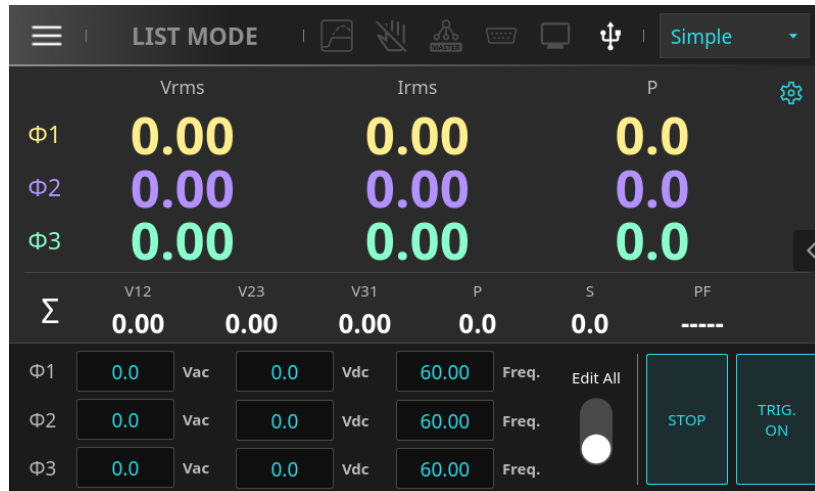 LIST MODE MASTER Simple
Vrms Irms P
Φ1 0.00 0.00 0.0
Φ2 0.00 0.00 0.0
Φ3 0.00 0.00 0.0
V12 V23 V31 P S PF
Σ 0.00 0.00 0.00 0.0 0.0 -----
Φ1 0.0 Vac 0.0 Vdc 60.00 Freq. Edit All
Φ2 0.0 Vac 0.0 Vdc 60.00 Freq. STOP TRIG.
ON
Φ3 0.0 Vac 0.0 Vdc 60.00 Freq.